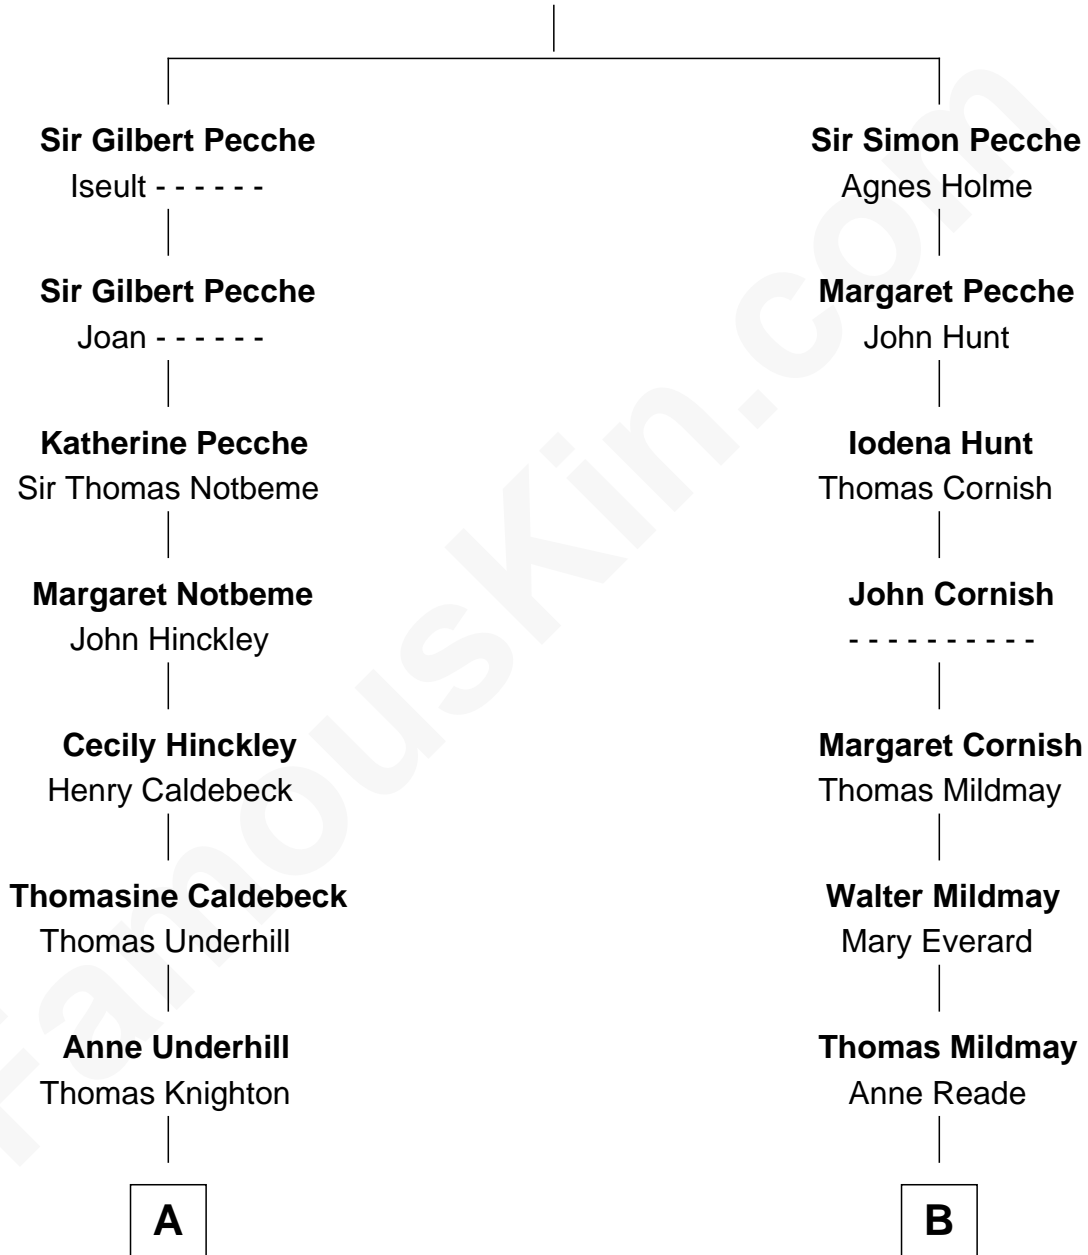 Sir Gilbert Pecche
Iseult - - - - - -
Sir Gilbert Pecche
Joan - - - - - -
Katherine Pecche
Sir Thomas Notbeme
Margaret Notbeme
John Hinckley
Cecily Hinckley
Henry Caldebeck
Thomasine Caldebeck
Thomas Underhill
Anne Underhill
Thomas Knighton
A
Sir Simon Pecche
Agnes Holme
Margaret Pecche
John Hunt
Iodena Hunt
Thomas Cornish
John Cornish
- - - - - - - - - -
Margaret Cornish
Thomas Mildmay
Walter Mildmay
Mary Everard
Thomas Mildmay
Anne Reade
B
FamousKin.com